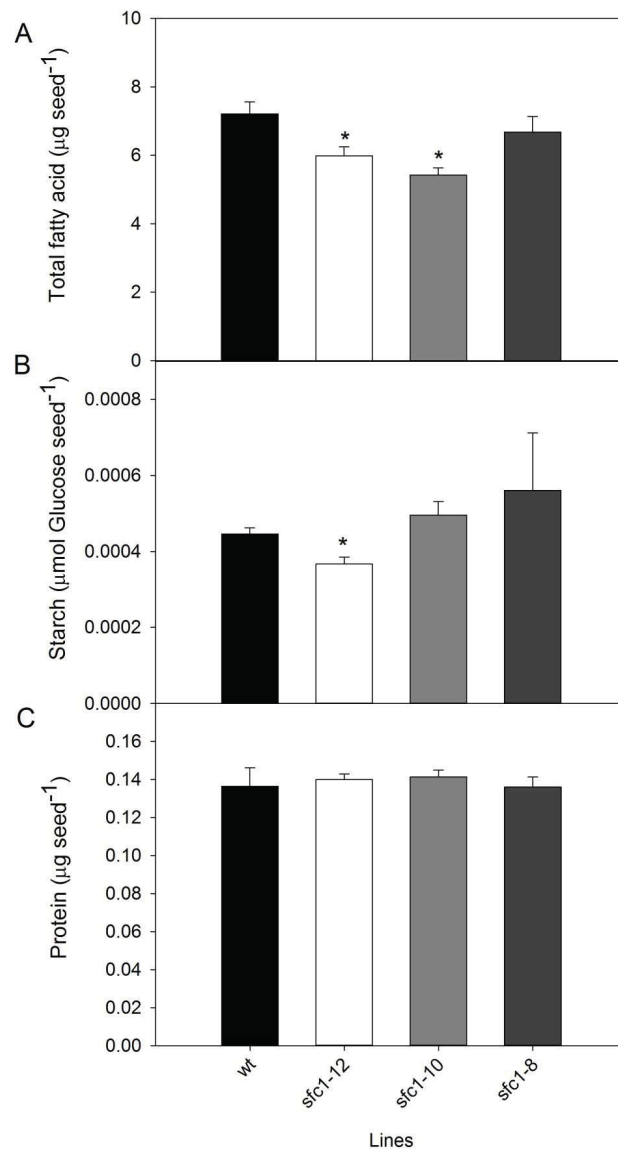 A
Total fatty acid (µg seed⁻¹)
10
8
6
4
2
0
*
*
B
Starch (µmol Glucose seed⁻¹)
0.0008
0.0006
0.0004
0.0002
0.0000
*
C
Protein (µg seed⁻¹)
0.16
0.14
0.12
0.10
0.08
0.06
0.04
0.02
0.00
wt
sfc1-12
sfc1-10
sfc1-8
Lines